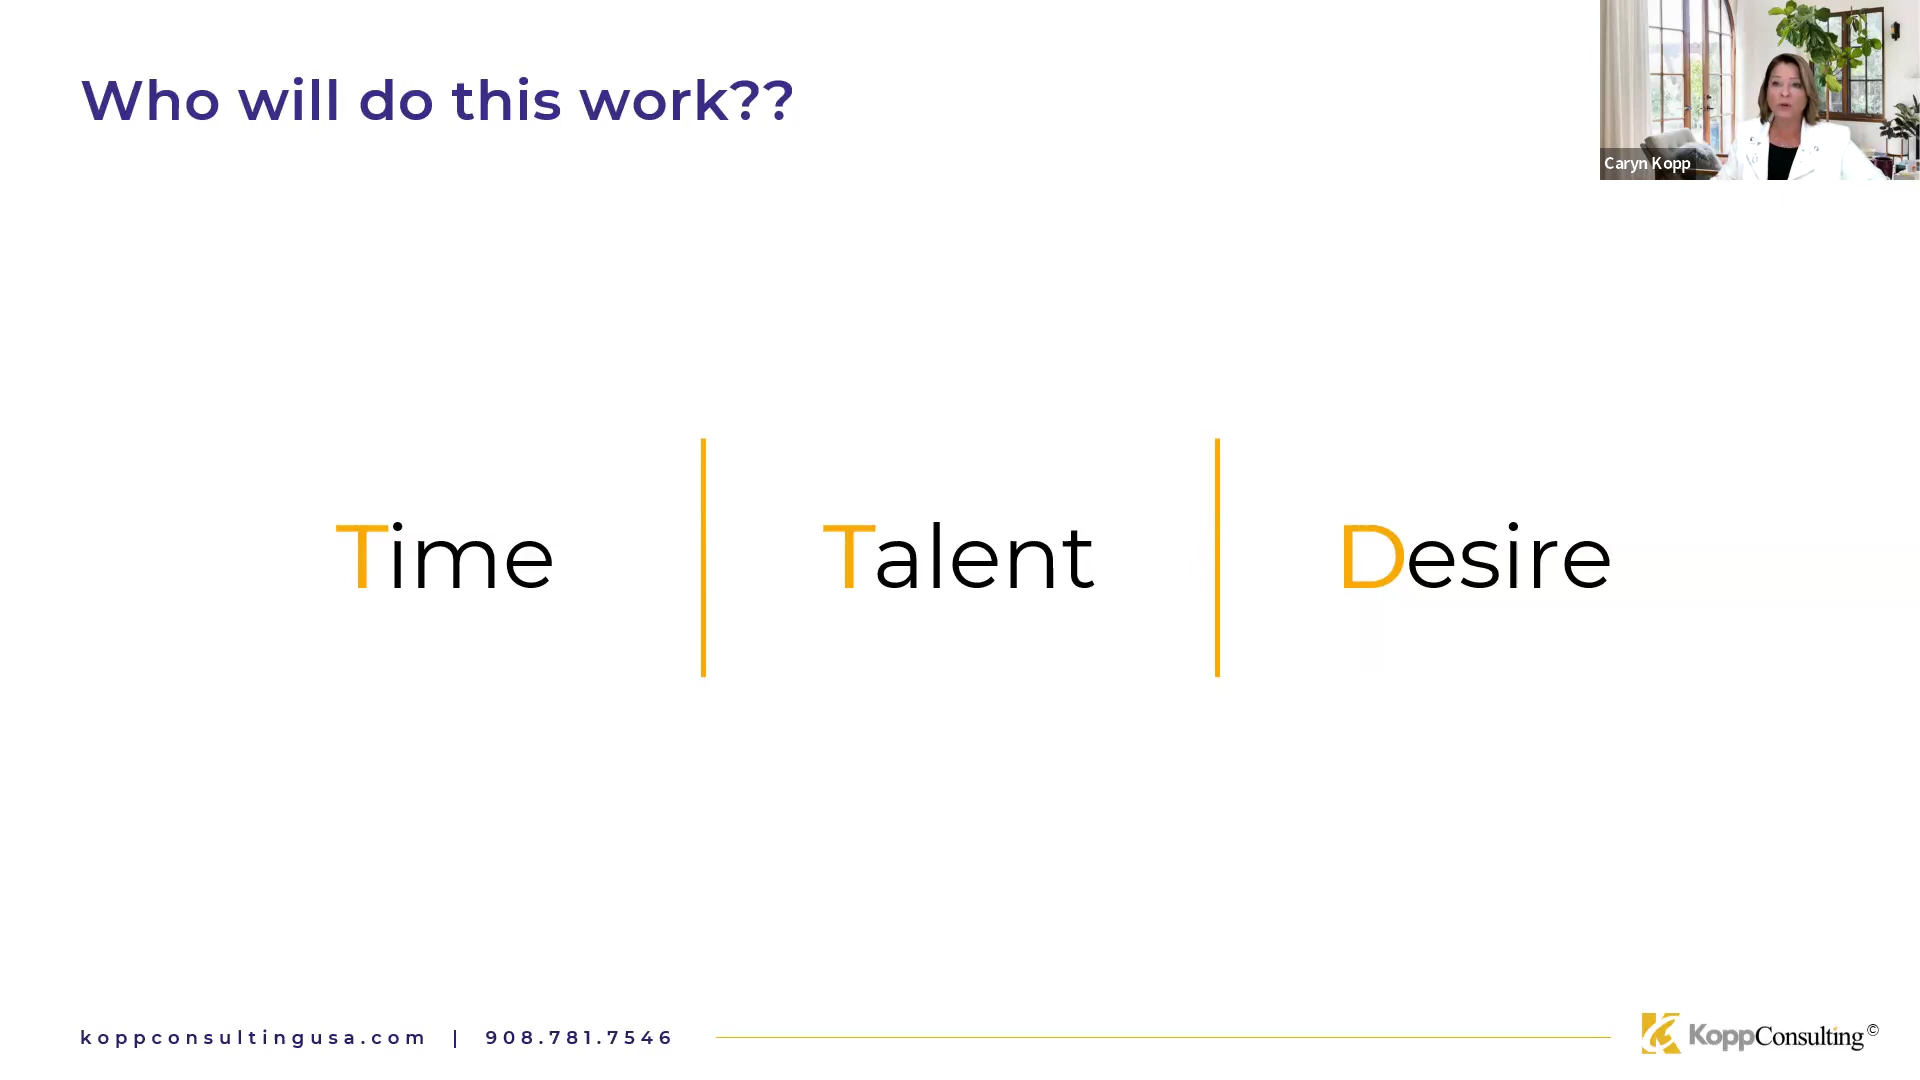 Who will do this work??
Caryn Kopp
Time
Talent
Desire
koppconsultingusa.com | 908.781.7546
KoppConsulting©